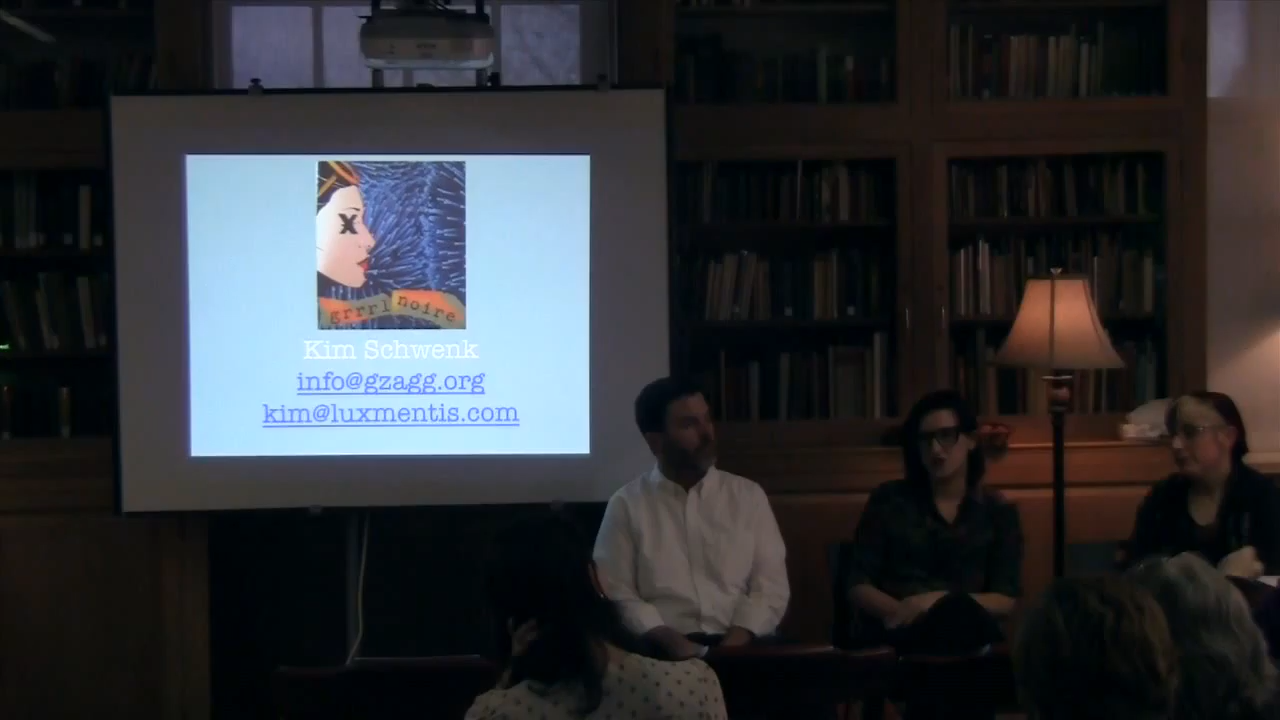 X
grrrl noire
Kim Schwenk
info@gzagg.org
kim@luxmentis.com